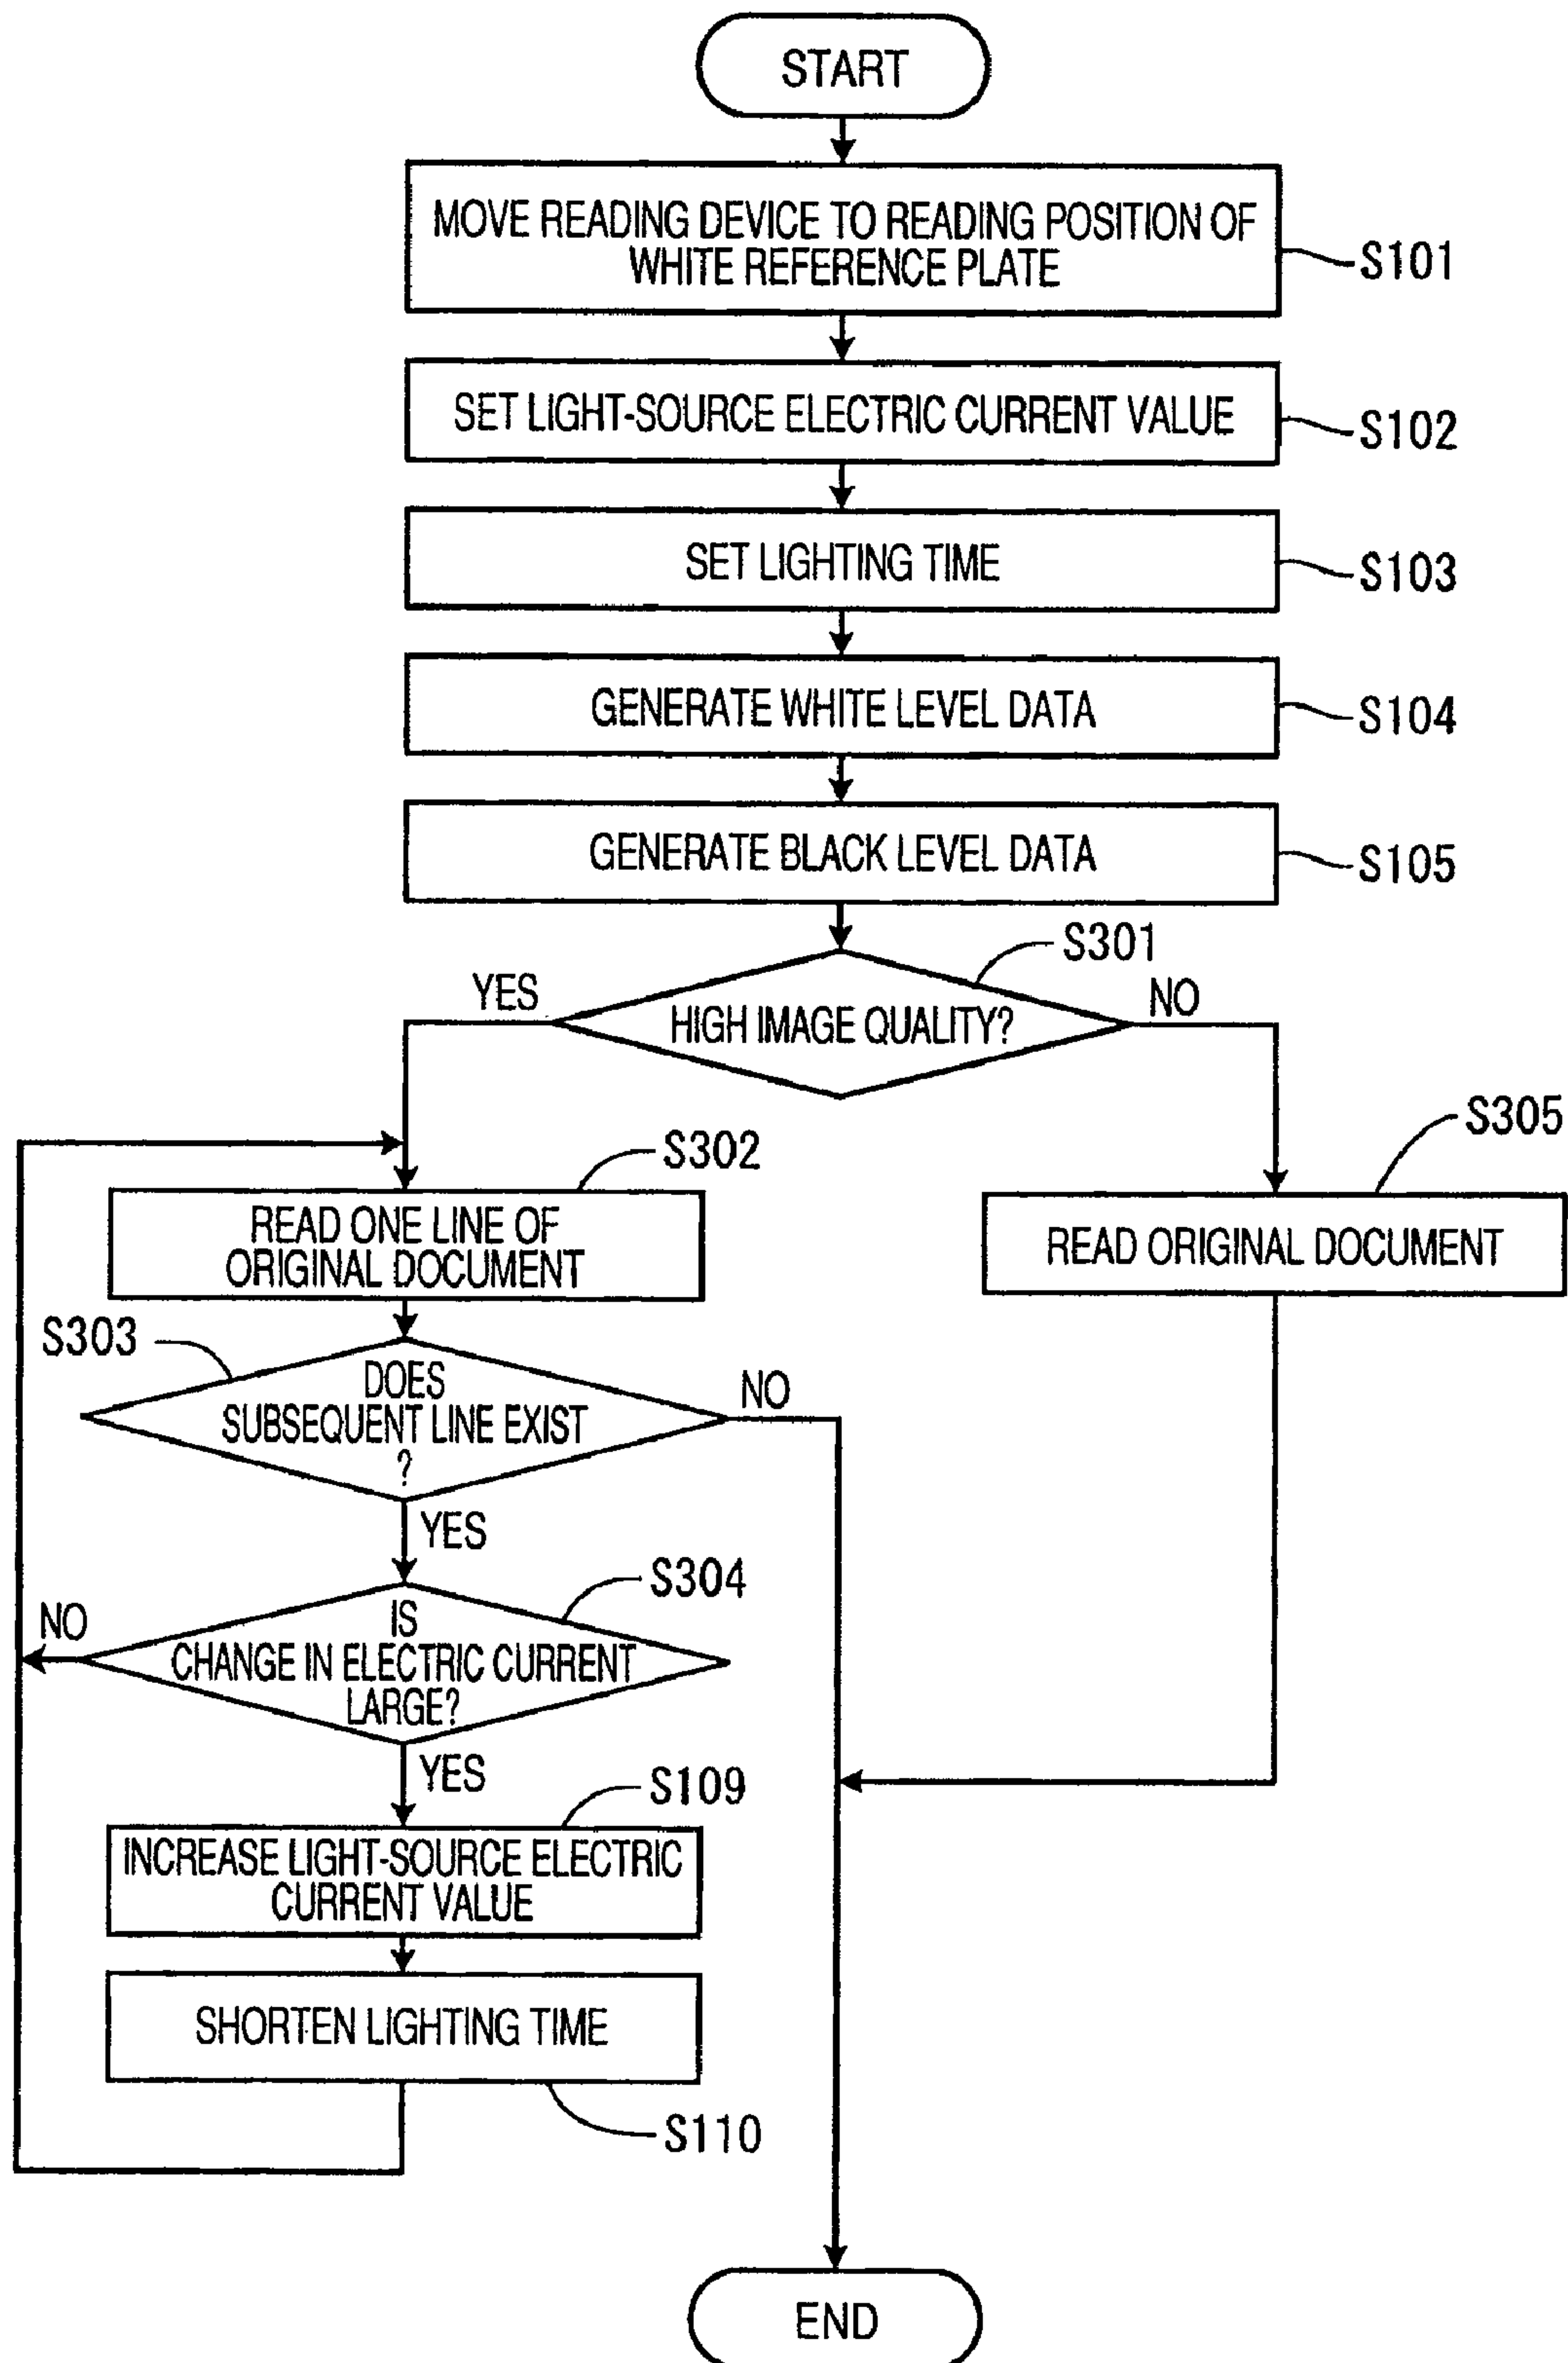 START
MOVE READING DEVICE TO READING POSITION OF
WHITE REFERENCE PLATE
S101
SET LIGHT-SOURCE ELECTRIC CURRENT VALUE
S102
SET LIGHTING TIME
S103
GENERATE WHITE LEVEL DATA
S104
GENERATE BLACK LEVEL DATA
S105
S301
YES
HIGH IMAGE QUALITY?
NO
S302
S305
READ ONE LINE OF
ORIGINAL DOCUMENT
READ ORIGINAL DOCUMENT
S303
DOES
SUBSEQUENT LINE EXIST
?
NO
YES
S304
NO
IS
CHANGE IN ELECTRIC CURRENT
LARGE?
YES
S109
INCREASE LIGHT-SOURCE ELECTRIC
CURRENT VALUE
SHORTEN LIGHTING TIME
S110
END